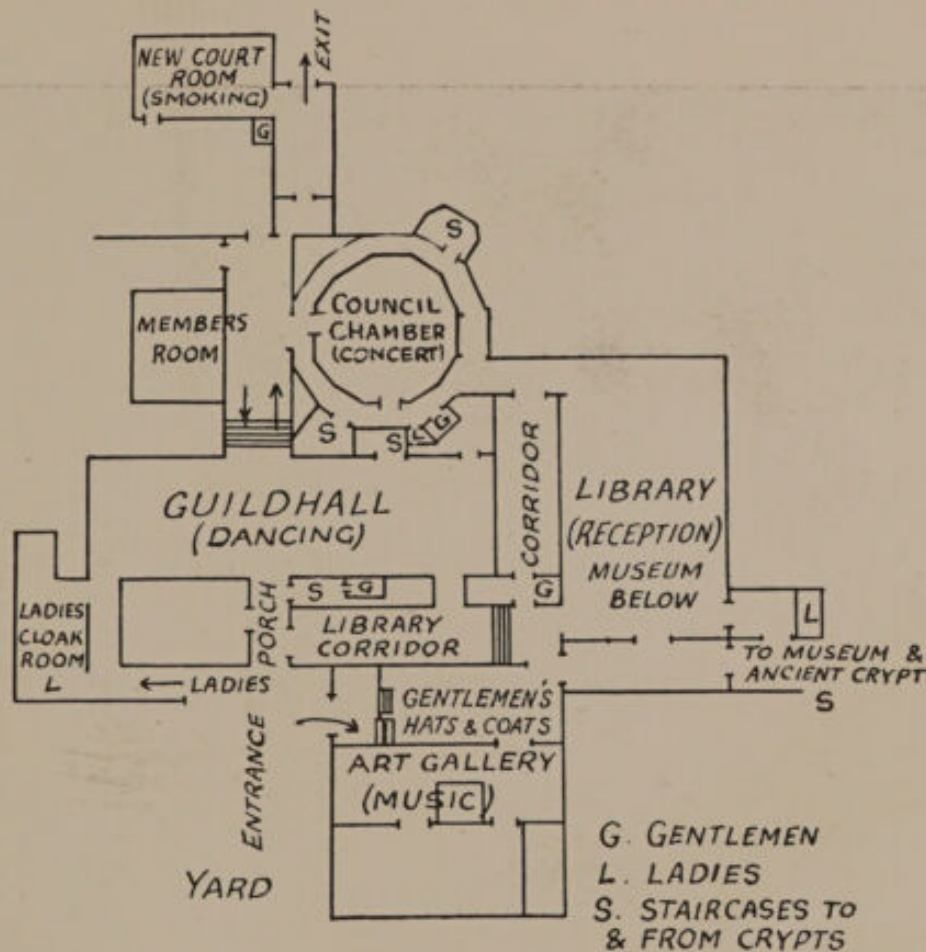 NEW COURT
ROOM
(SMOKING)
EXIT
G
S
COUNCIL
CHAMBER
(CONCERT)
MEMBERS
ROOM
S
S
L
G
GUILDHALL
(DANCING)
CORRIDOR
LIBRARY
(RECEPTION)
MUSEUM
BELOW
S
G
G
PORCH
LIBRARY
CORRIDOR
LADIES
CLOAK
ROOM
L
L
← LADIES
TO MUSEUM &
ANCIENT CRYPT
S
ENTRANCE
GENTLEMEN'S
HATS & COATS
ART GALLERY
(MUSIC)
YARD
G. GENTLEMEN
L. LADIES
S. STAIRCASES TO
& FROM CRYPTS